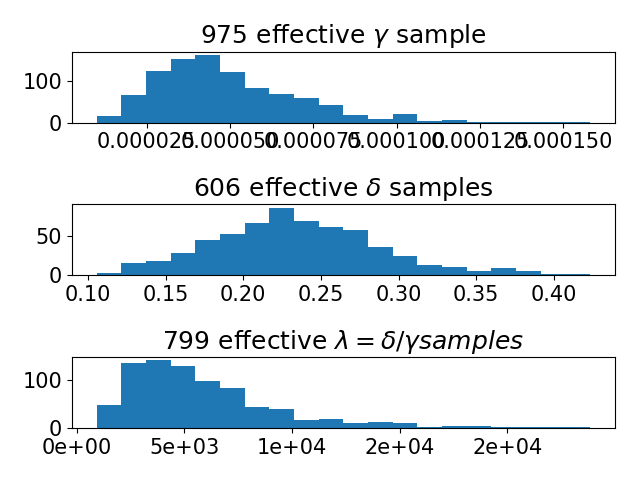 975 effective γ sample
100
0
0.000025 0.000050 0.000075 0.000100 0.000125 0.000150
606 effective δ samples
50
0
0.10 0.15 0.20 0.25 0.30 0.35 0.40
799 effective λ = δ/γsamples
100
0
0e+00 5e+03 1e+04 2e+04 2e+04